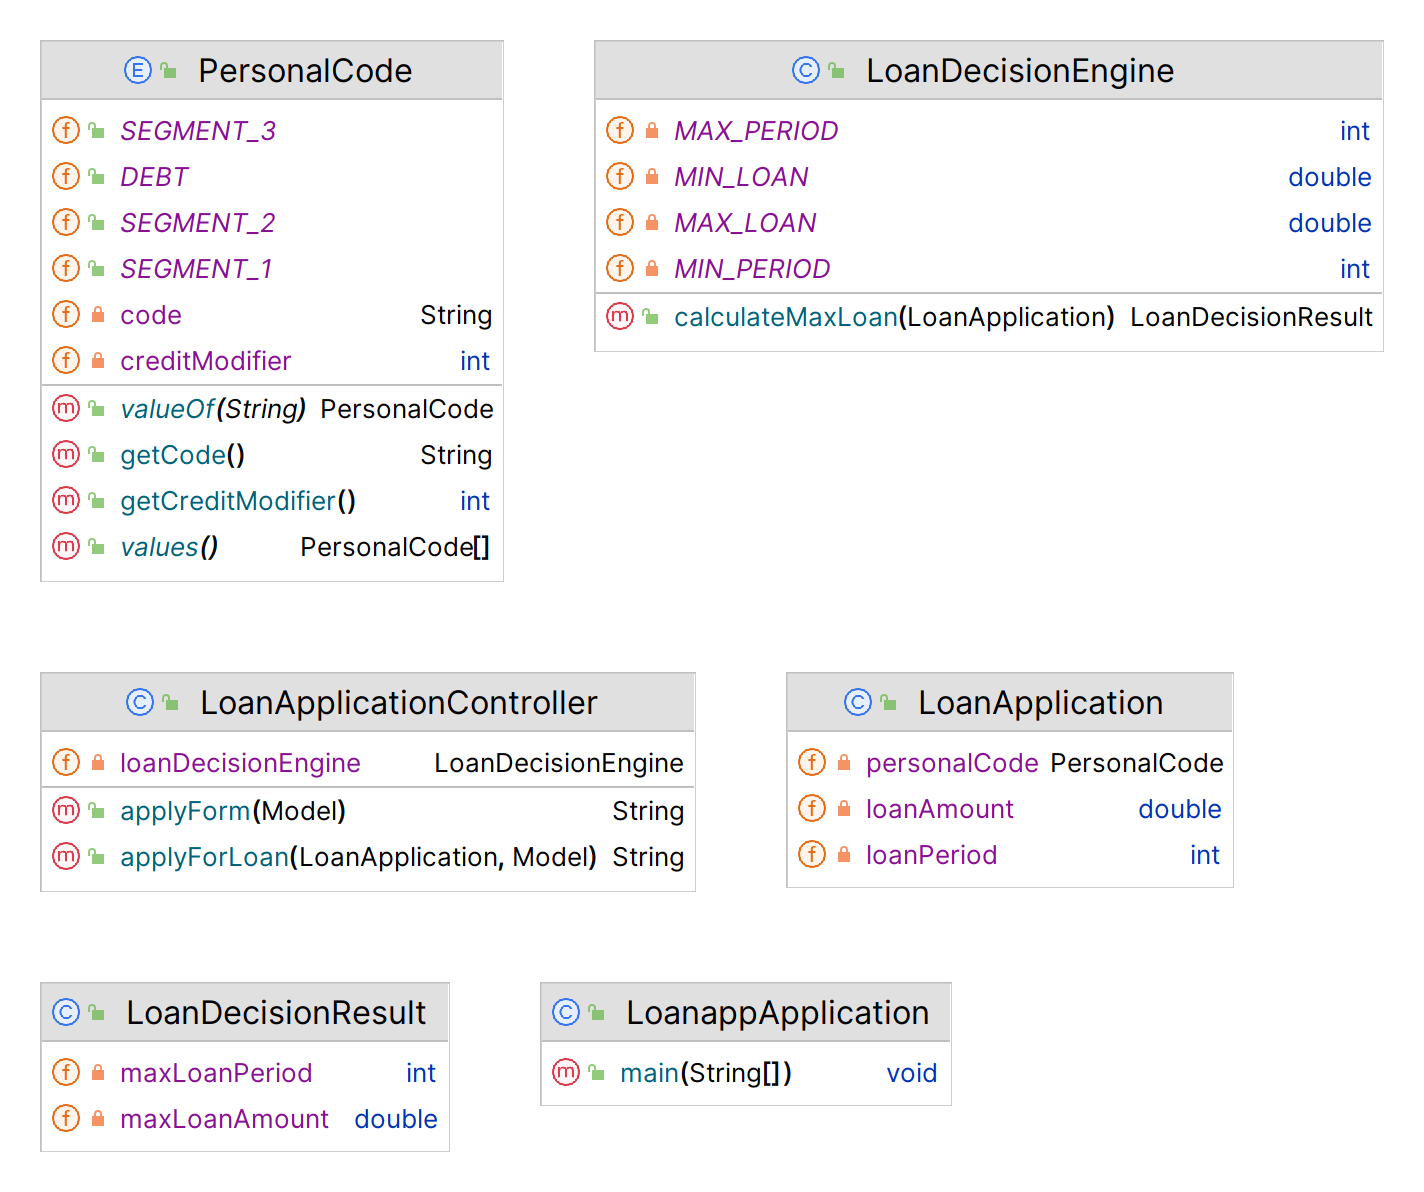 PersonalCode
SEGMENT_3
DEBT
SEGMENT_2
SEGMENT_1
code String
creditModifier int
valueOf(String) PersonalCode
getCode() String
getCreditModifier() int
values() PersonalCode[]
LoanDecisionEngine
MAX_PERIOD int
MIN_LOAN double
MAX_LOAN double
MIN_PERIOD int
calculateMaxLoan(LoanApplication) LoanDecisionResult
LoanApplicationController
loanDecisionEngine LoanDecisionEngine
applyForm(Model) String
applyForLoan(LoanApplication, Model) String
LoanApplication
personalCode PersonalCode
loanAmount double
loanPeriod int
LoanDecisionResult
maxLoanPeriod int
maxLoanAmount double
LoanappApplication
main(String[]) void